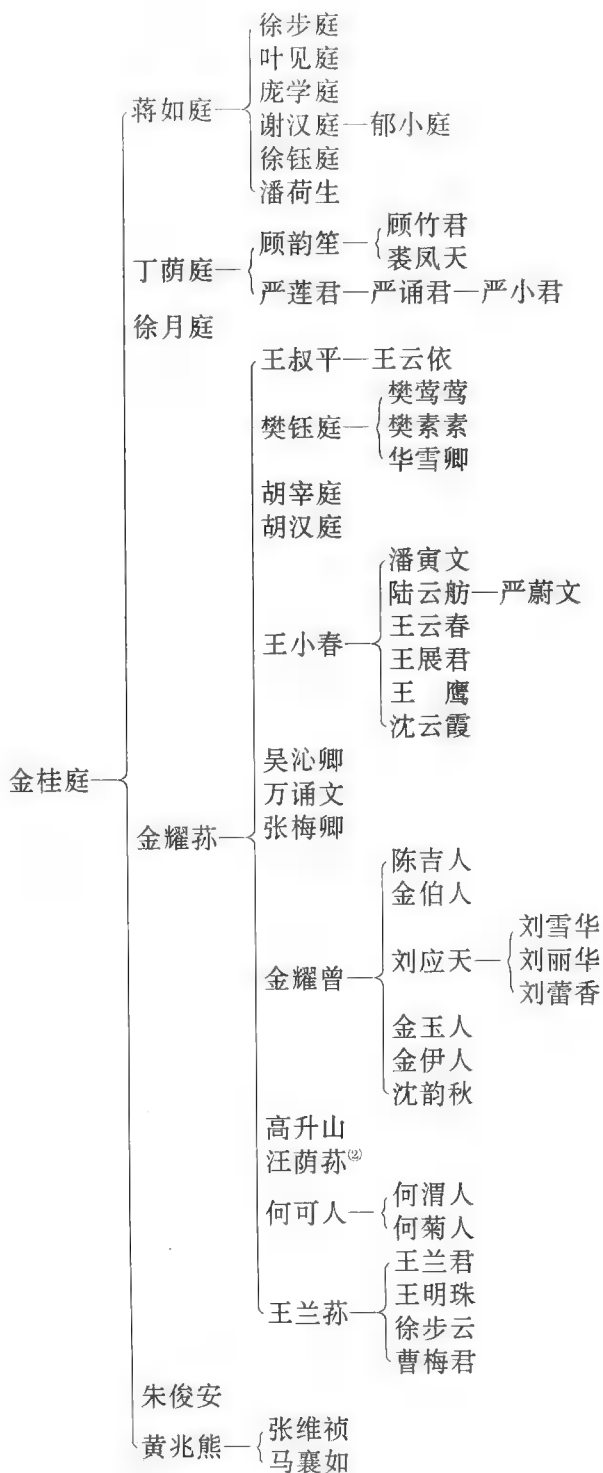 徐步庭
叶见庭
庞学庭
蒋如庭
谢汉庭 郁小庭
徐钰庭
潘荷生
顾竹君
顾韵笙
裘凤天
丁荫庭
严莲君 严诵君 严小君
徐月庭
王叔平 王云依
樊莺莺
樊钰庭 樊素素
华雪卿
胡宰庭
胡汉庭
潘寅文
陆云舫 严蔚文
王小春 王云春
王展君
王 鹰
沈云霞
吴沁卿
金桂庭
万诵文
金耀荪 张梅卿
陈吉人
金伯人
刘雪华
金耀曾 刘应天 刘丽华
刘蕾香
金玉人
金伊人
沈韵秋
高升山
汪荫荪(2)
何可人 何渭人
何菊人
王兰君
王兰荪 王明珠
徐步云
曹梅君
朱俊安
黄兆熊 张维祯
马襄如